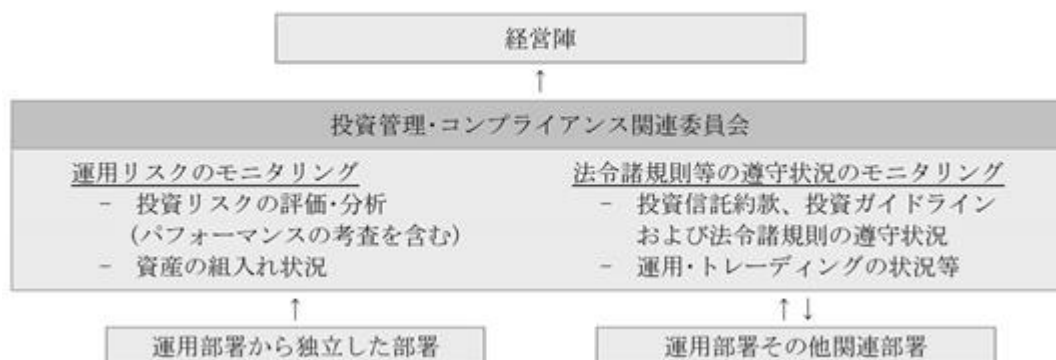 経営陣
↑
投資管理･コンプライアンス関連委員会
運用リスクのモニタリング
− 投資リスクの評価･分析
(パフォーマンスの考査を含む)
− 資産の組入れ状況
法令諸規則等の遵守状況のモニタリング
− 投資信託約款、投資ガイドライン
および法令諸規則の遵守状況
− 運用･トレーディングの状況等
↑
↑↓
運用部署から独立した部署
運用部署その他関連部署